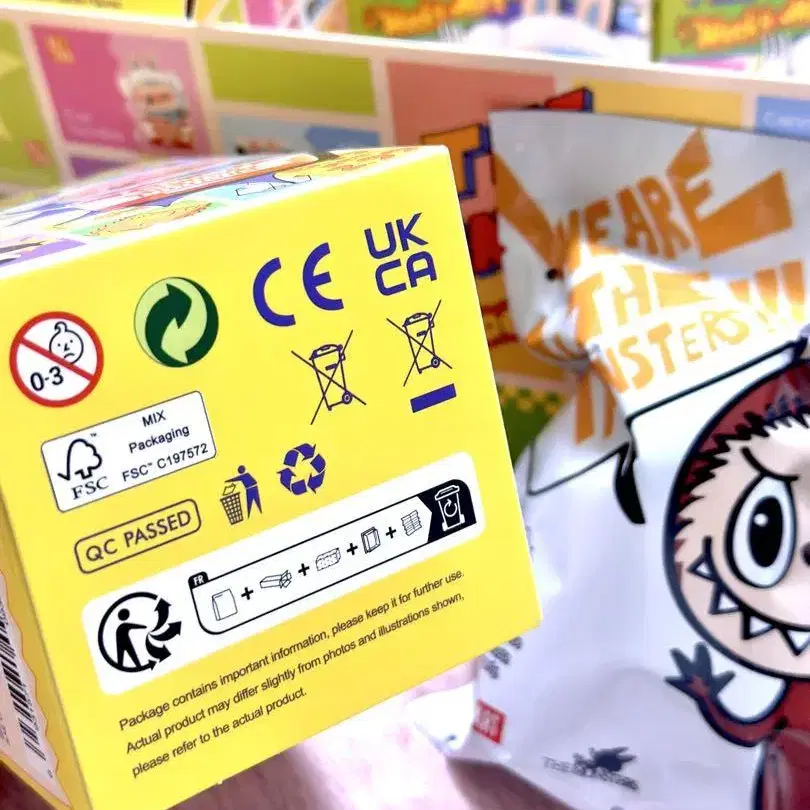 WE ARE
THE
MONSTERS!!!
CE
UK
CA
0-3
MIX
Packaging
FSC™ C197572
FSC
QC PASSED
FR
Package contains important information, please keep it for further use.
Actual product may differ slightly from photos and illustrations shown,
please refer to the actual product.